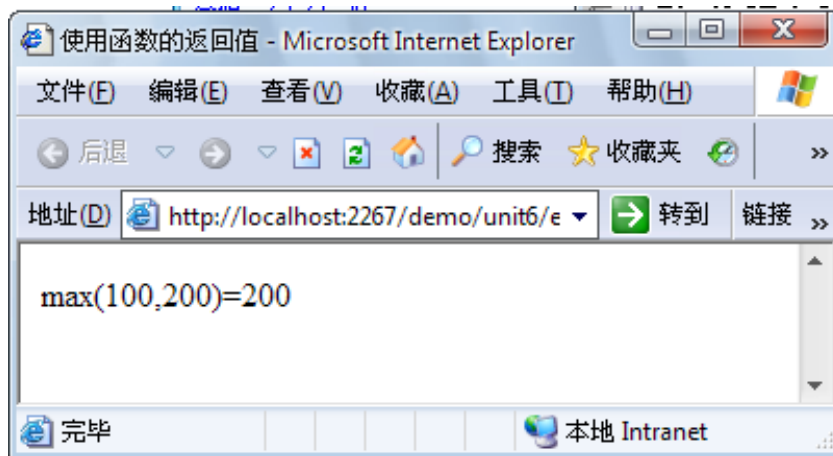 使用函数的返回值 - Microsoft Internet Explorer
文件(F) 编辑(E) 查看(V) 收藏(A) 工具(T) 帮助(H)
后退 搜索 收藏夹 »
地址(D) http://localhost:2267/demo/unit6/e 转到 链接 »
max(100,200)=200
完毕 本地 Intranet